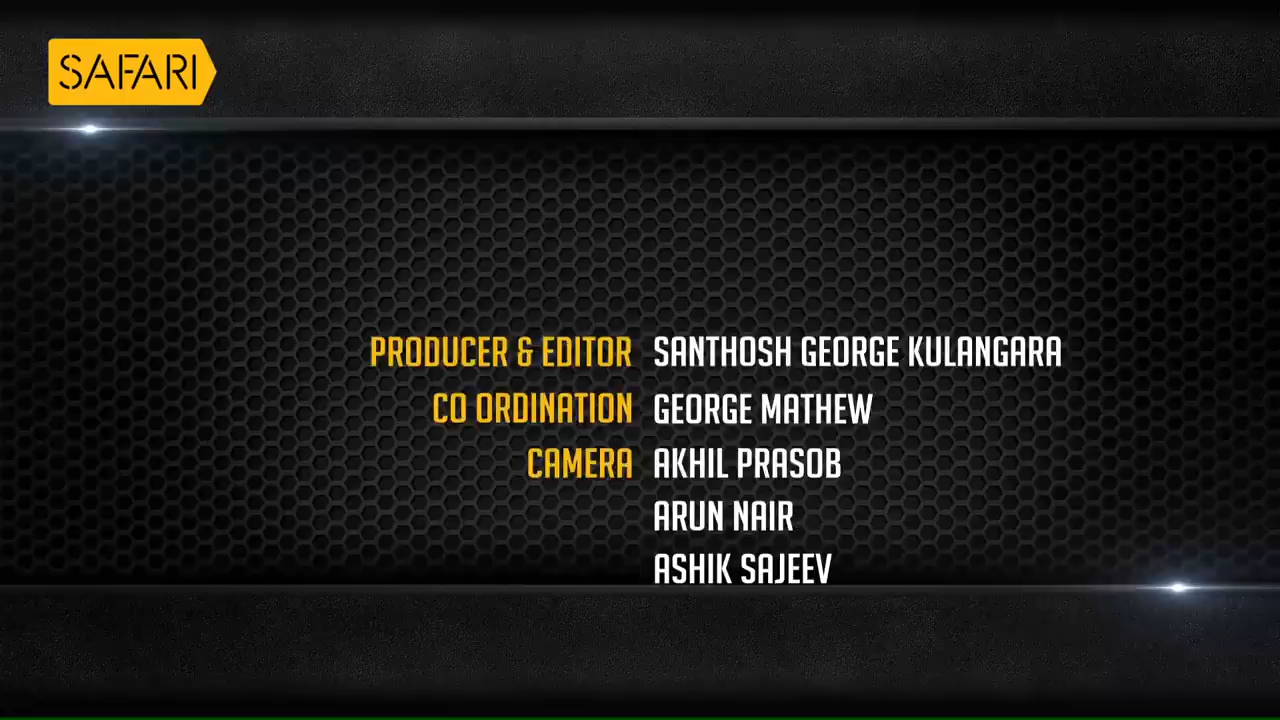 SAFARI
PRODUCER & EDITOR SANTHOSH GEORGE KULANGARA
CO ORDINATION GEORGE MATHEW
CAMERA AKHIL PRASOB
ARUN NAIR
ASHIK SAJEEV